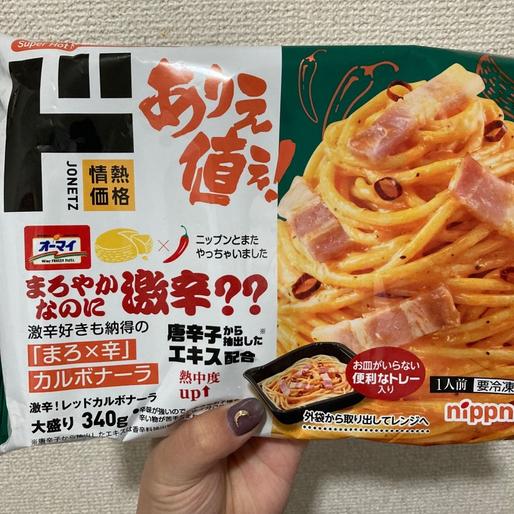 Super Hot
ド
JONETZ
情熱
価格
ありえ
値ぇ!
オーマイ
ニップンとまた
やっちゃいました
まろやか
なのに
激辛??
激辛好きも納得の
「まろ×辛」
カルボナーラ
唐辛子から
抽出した※
エキス配合
熱中度
up↑
激辛!レッドカルボナーラ
大盛り 340g
お皿がいらない
便利なトレー
入り
外袋から取り出してレンジへ
1人前 要冷凍
nippn